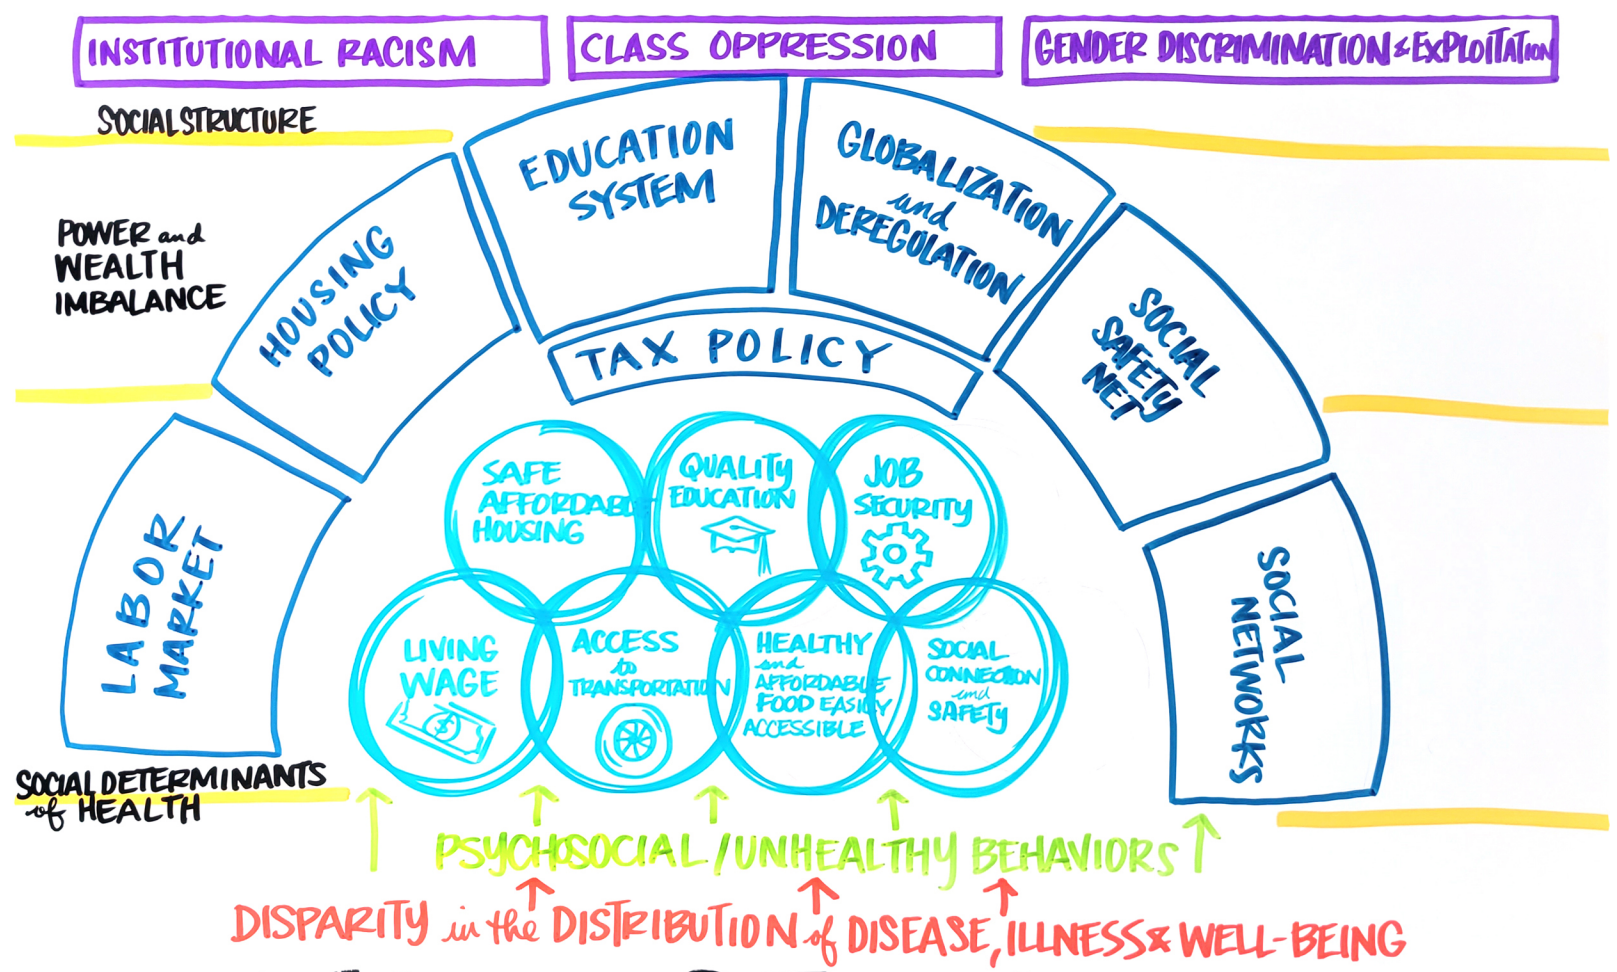 INSTITUTIONAL RACISM
CLASS OPPRESSION
GENDER DISCRIMINATION & EXPLOITATION
SOCIAL STRUCTURE
POWER and
WEALTH
IMBALANCE
LABOR
MARKET
HOUSING
POLICY
EDUCATION
SYSTEM
GLOBALIZATION
and
DEREGULATION
SOCIAL
SAFETY
NET
SOCIAL
NETWORKS
TAX POLICY
SAFE
AFFORDABLE
HOUSING
QUALITY
EDUCATION
JOB
SECURITY
LIVING
WAGE
$
ACCESS
to
TRANSPORTATION
HEALTHY
and
AFFORDABLE
FOOD EASILY
ACCESSIBLE
SOCIAL
CONNECTION
and
SAFETY
SOCIAL DETERMINANTS
of HEALTH
PSYCHOSOCIAL / UNHEALTHY BEHAVIORS
DISPARITY in the DISTRIBUTION of DISEASE, ILLNESS & WELL-BEING